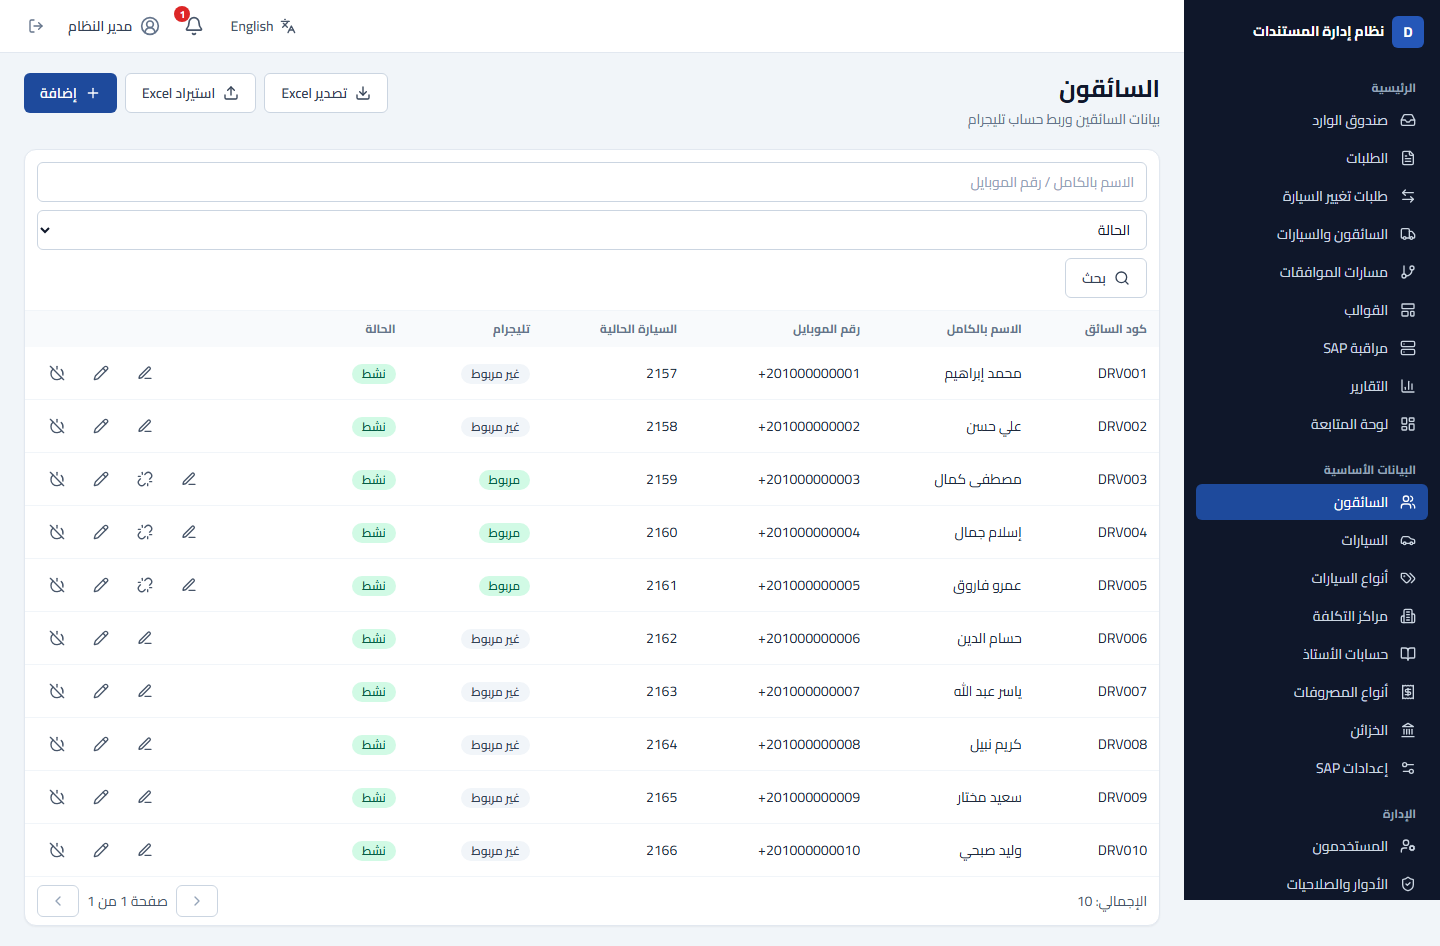 D نظام إدارة المستندات
الرئيسية
صندوق الوارد
الطلبات
طلبات تغيير السيارة
السائقون والسيارات
مسارات الموافقات
القوالب
مراقبة SAP
التقارير
لوحة المتابعة
البيانات الأساسية
السائقون
السيارات
أنواع السيارات
مراكز التكلفة
حسابات الأستاذ
أنواع المصروفات
الخزائن
إعدادات SAP
الإدارة
المستخدمون
الأدوار والصلاحيات
English 1 مدير النظام
السائقون
بيانات السائقين وربط حساب تليجرام
تصدير Excel استيراد Excel إضافة
الاسم بالكامل / رقم الموبايل
الحالة
بحث
كود السائق الاسم بالكامل رقم الموبايل السيارة الحالية تليجرام الحالة
DRV001 محمد إبراهيم +201000000001 2157 غير مربوط نشط
DRV002 علي حسن +201000000002 2158 غير مربوط نشط
DRV003 مصطفى كمال +201000000003 2159 مربوط نشط
DRV004 إسلام جمال +201000000004 2160 مربوط نشط
DRV005 عمرو فاروق +201000000005 2161 مربوط نشط
DRV006 حسام الدين +201000000006 2162 غير مربوط نشط
DRV007 ياسر عبد الله +201000000007 2163 غير مربوط نشط
DRV008 كريم نبيل +201000000008 2164 غير مربوط نشط
DRV009 سعيد مختار +201000000009 2165 غير مربوط نشط
DRV010 وليد صبحي +201000000010 2166 غير مربوط نشط
الإجمالي: 10
صفحة 1 من 1